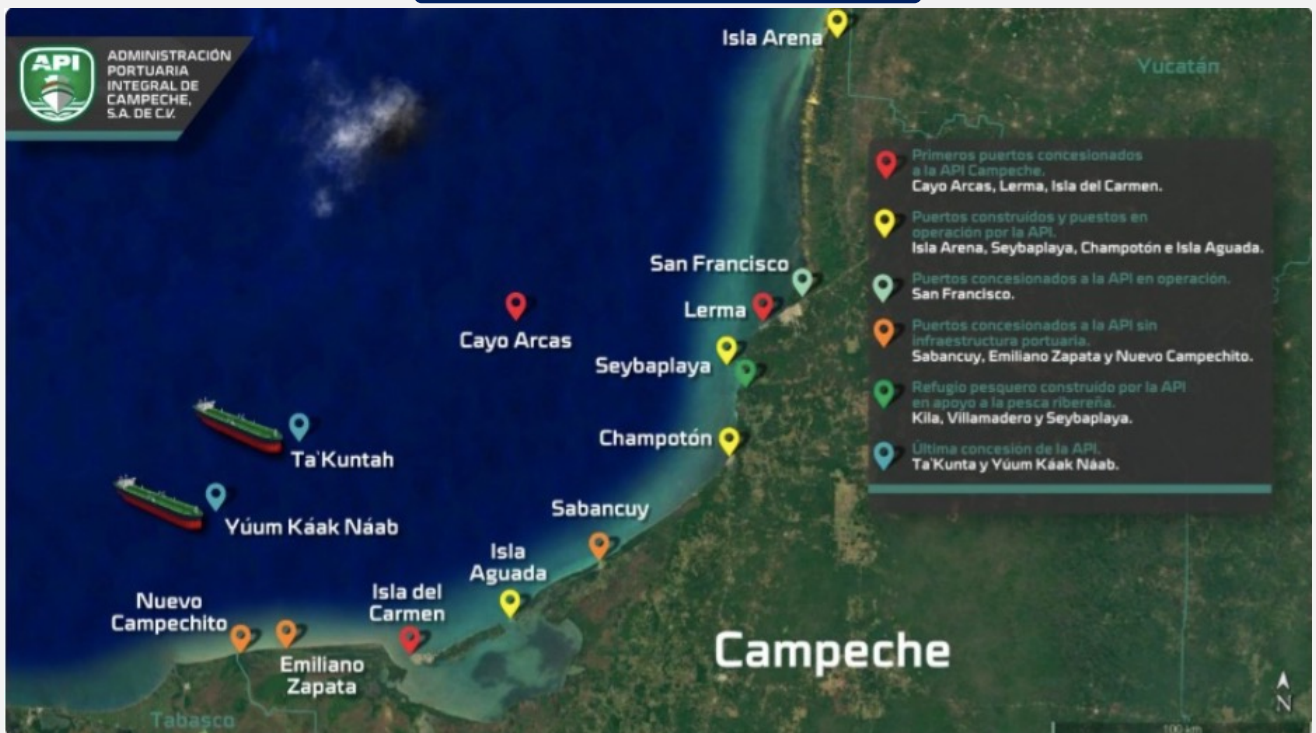 API
ADMINISTRACIÓN
PORTUARIA
INTEGRAL DE
CAMPECHE,
S.A. DE C.V.
Isla Arena
Yucatán
Primeros puertos concesionados
a la API Campeche.
Cayo Arcas, Lerma, Isla del Carmen.
Puertos construídos y puestos en
operación por la API.
Isla Arena, Seybaplaya, Champotón e Isla Aguada.
Puertos concesionados a la API en operación.
San Francisco.
Puertos concesionados a la API sin
infraestructura portuaria.
Sabancuy, Emiliano Zapata y Nuevo Campechito.
Refugio pesquero construido por la API
en apoyo a la pesca ribereña.
Kila, Villamadero y Seybaplaya.
Última concesión de la API.
Ta'Kunta y Yúum Káak Náab.
San Francisco
Lerma
Cayo Arcas
Seybaplaya
Champotón
Ta'Kuntah
Yúum Káak Náab
Sabancuy
Isla
Aguada
Isla del
Carmen
Nuevo
Campechito
Emiliano
Zapata
Campeche
Tabasco
N
100 km